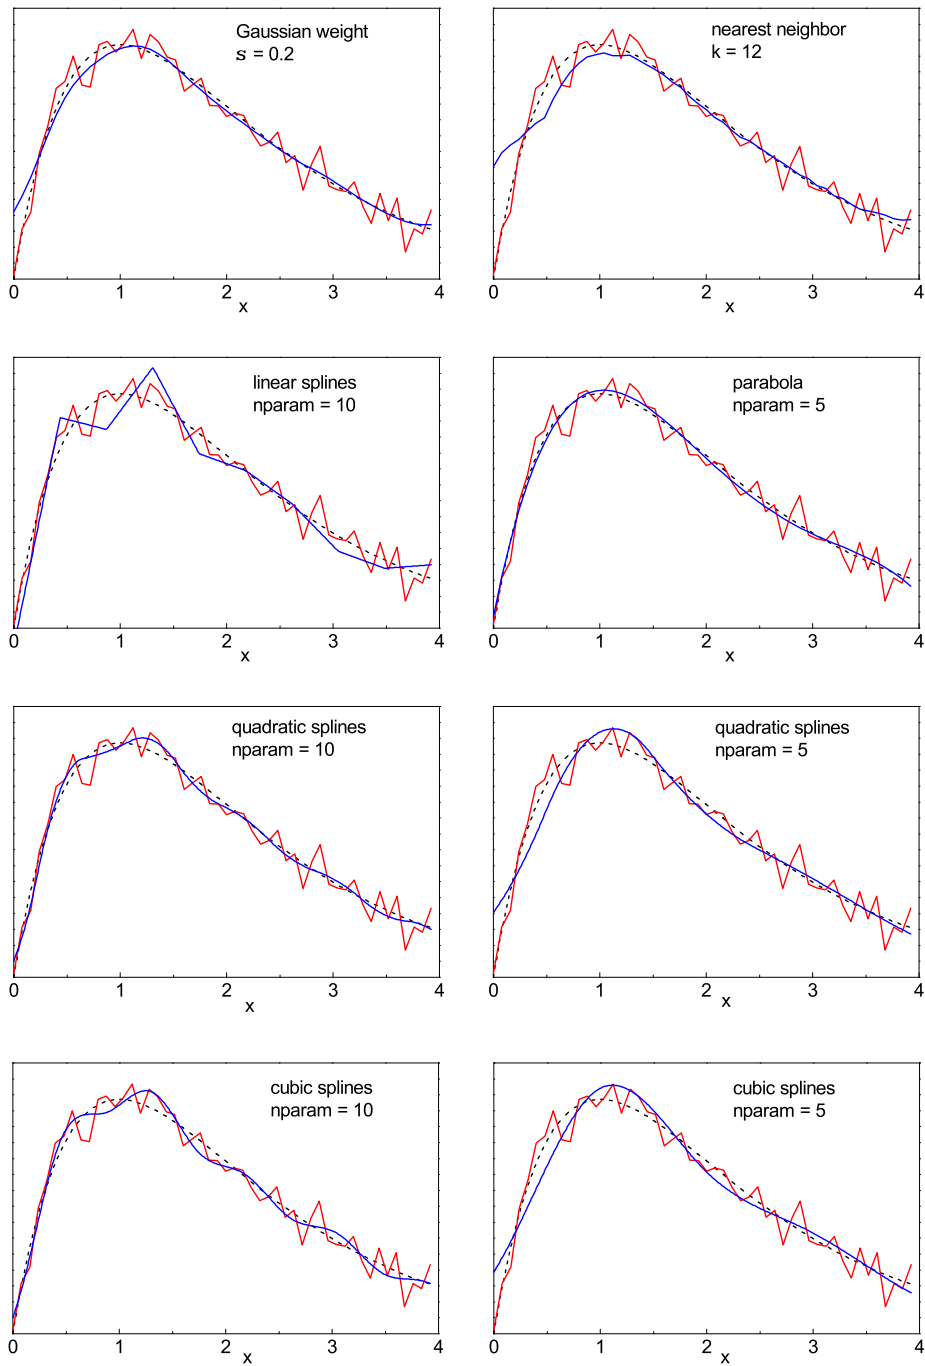 Gaussian weight
s = 0.2
0 1 2 3 4
x
nearest neighbor
k = 12
0 1 2 3 4
x
linear splines
nparam = 10
0 1 2 3 4
x
parabola
nparam = 5
0 1 2 3 4
x
quadratic splines
nparam = 10
0 1 2 3 4
x
quadratic splines
nparam = 5
0 1 2 3 4
x
cubic splines
nparam = 10
0 1 2 3 4
x
cubic splines
nparam = 5
0 1 2 3 4
x